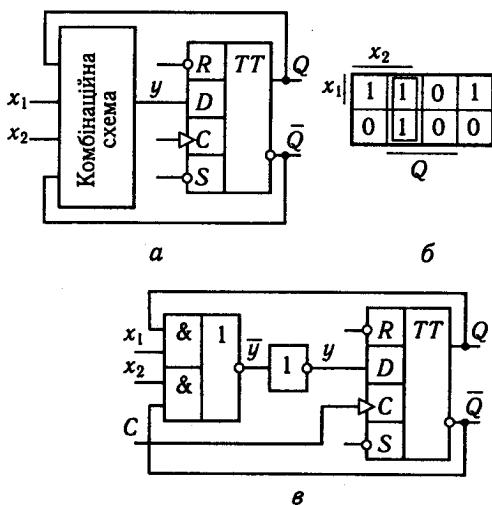 x₁
x₂
Комбінаційна схема
y
R
D
C
S
TT
Q
Q̅
а
x₂
x₁
1 1 0 1
0 1 0 0
Q
б
x₁
x₂
C
&
&
1
y̅
1
y
R
D
C
S
TT
Q
Q̅
в